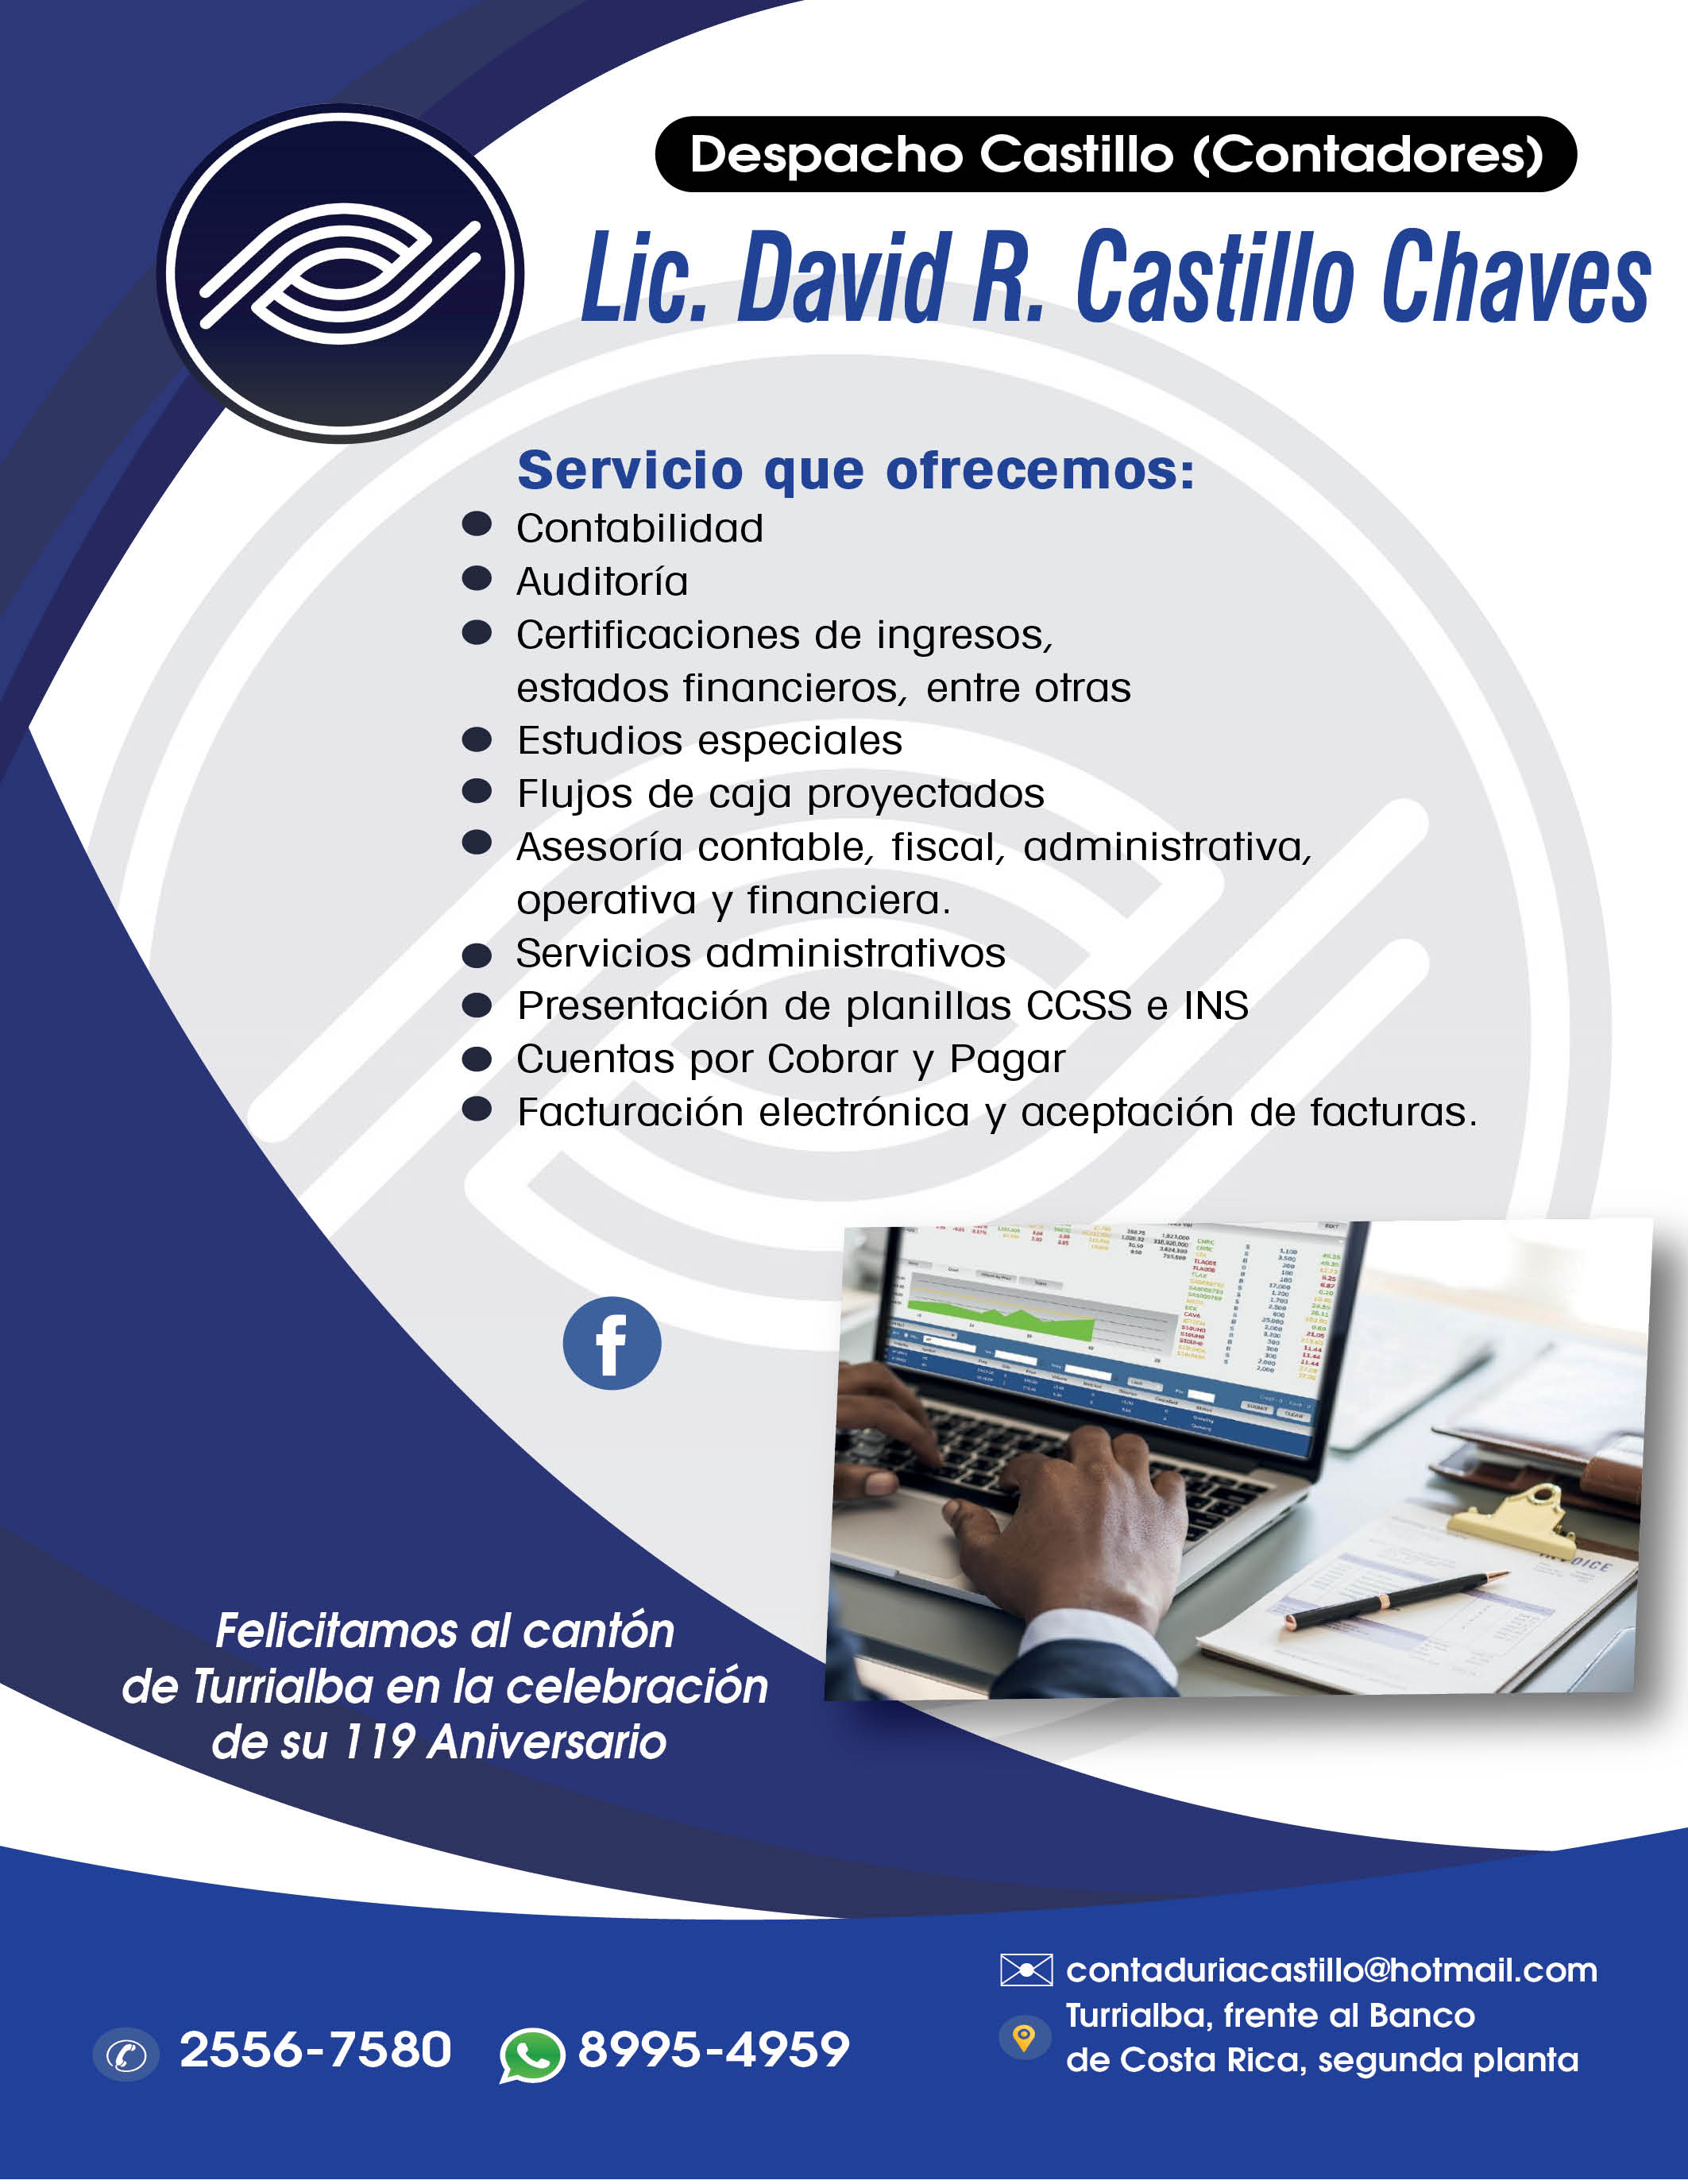 Despacho Castillo (Contadores)
Lic. David R. Castillo Chaves
Servicio que ofrecemos:
Contabilidad
Auditoría
Certificaciones de ingresos,
estados financieros, entre otras
Estudios especiales
Flujos de caja proyectados
Asesoría contable, fiscal, administrativa,
operativa y financiera.
Servicios administrativos
Presentación de planillas CCSS e INS
Cuentas por Cobrar y Pagar
Facturación electrónica y aceptación de facturas.
Felicitamos al cantón
de Turrialba en la celebración
de su 119 Aniversario
2556-7580
8995-4959
contaduriacastillo@hotmail.com
Turrialba, frente al Banco
de Costa Rica, segunda planta